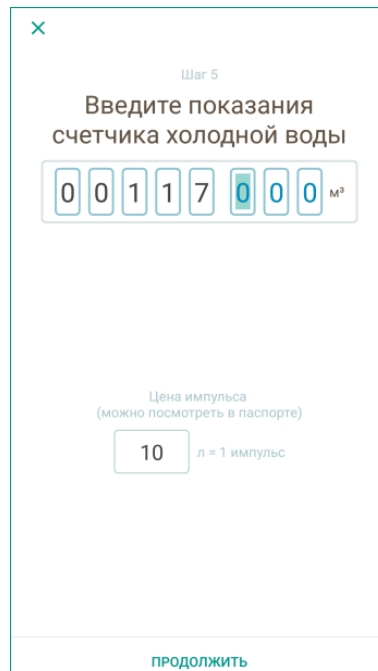 Шаг 5
Введите показания
счетчика холодной воды
0 0 1 1 7 0 0 0 м³
Цена импульса
(можно посмотреть в паспорте)
10 л = 1 импульс
ПРОДОЛЖИТЬ